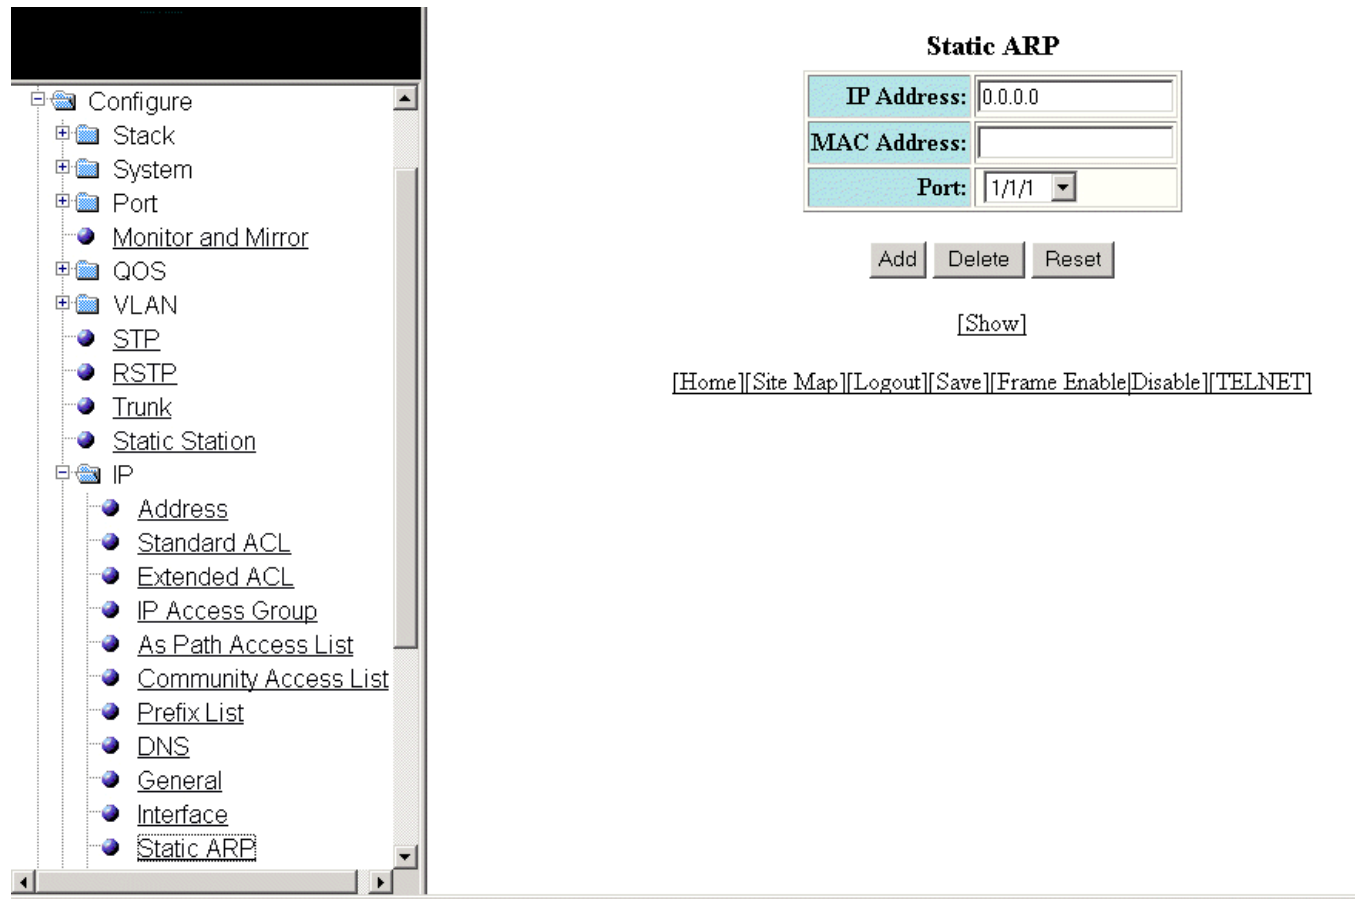 Configure
Stack
System
Port
Monitor and Mirror
QOS
VLAN
STP
RSTP
Trunk
Static Station
IP
Address
Standard ACL
Extended ACL
IP Access Group
As Path Access List
Community Access List
Prefix List
DNS
General
Interface
Static ARP
Static ARP
IP Address: 0.0.0.0
MAC Address:
Port: 1/1/1
Add Delete Reset
[Show]
[Home][Site Map][Logout][Save][Frame Enable|Disable][TELNET]